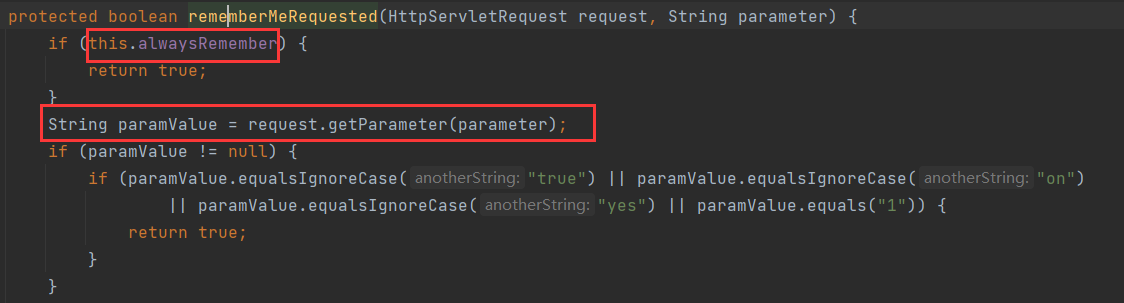 protected boolean rememberMeRequested(HttpServletRequest request, String parameter) {
if (this.alwaysRemember) {
return true;
}
String paramValue = request.getParameter(parameter);
if (paramValue != null) {
if (paramValue.equalsIgnoreCase( anotherString: "true") || paramValue.equalsIgnoreCase( anotherString: "on")
|| paramValue.equalsIgnoreCase( anotherString: "yes") || paramValue.equals("1")) {
return true;
}
}